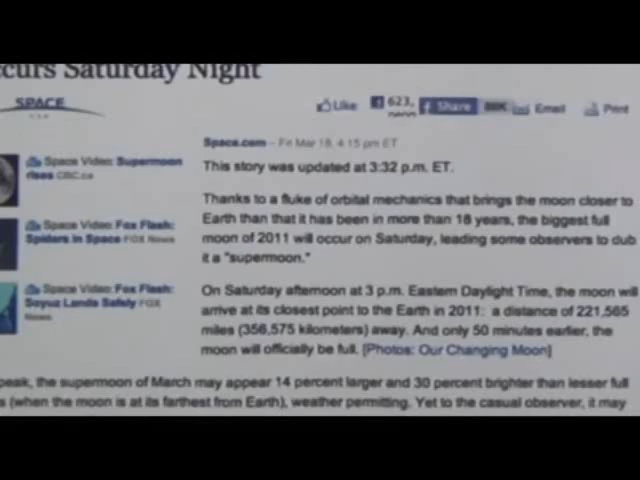 ccurs Saturday Night
SPACE
Like
623,
Share
86K
Email
Print
Space.com – Fri Mar 18, 4:15 pm ET
Space Video: Supermoon
rises CBC.ca
Space Video: Fox Flash:
Spiders in Space FOX News
Space Video: Fox Flash:
Soyuz Lands Safely FOX
News
This story was updated at 3:32 p.m. ET.
Thanks to a fluke of orbital mechanics that brings the moon closer to
Earth than that it has been in more than 18 years, the biggest full
moon of 2011 will occur on Saturday, leading some observers to dub
it a "supermoon."
On Saturday afternoon at 3 p.m. Eastern Daylight Time, the moon will
arrive at its closest point to the Earth in 2011: a distance of 221,565
miles (356,575 kilometers) away. And only 50 minutes earlier, the
moon will officially be full. [Photos: Our Changing Moon]
peak, the supermoon of March may appear 14 percent larger and 30 percent brighter than lesser full
s (when the moon is at its farthest from Earth), weather permitting. Yet to the casual observer, it may